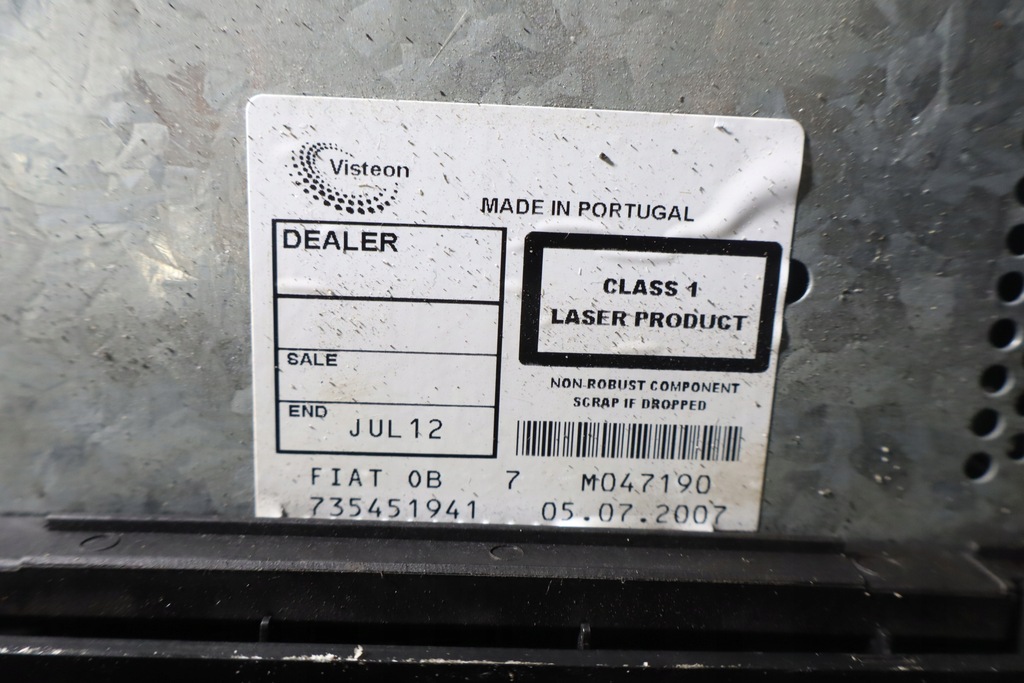 Visteon
MADE IN PORTUGAL
DEALER
CLASS 1
LASER PRODUCT
SALE
NON-ROBUST COMPONENT
SCRAP IF DROPPED
END
JUL12
FIAT OB 7 M047190
735451941 05.07.2007